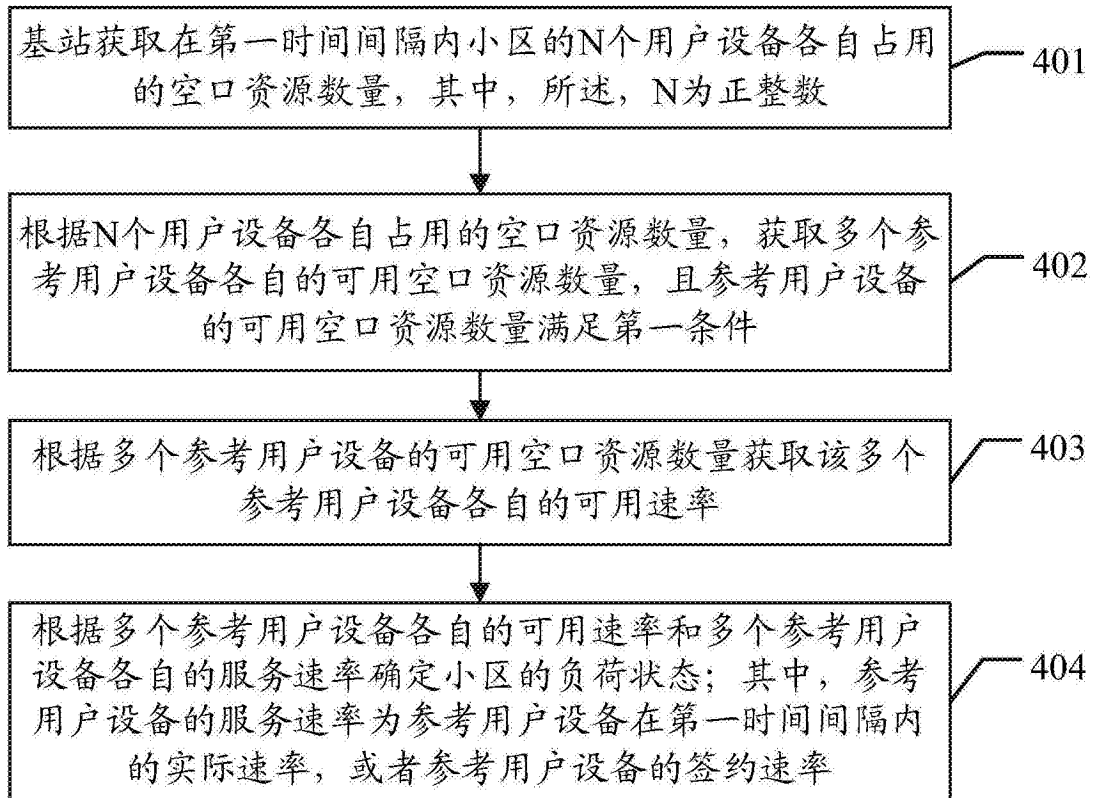 基站获取在第一时间间隔内小区的N个用户设备各自占用
的空口资源数量，其中，所述，N为正整数
401
根据N个用户设备各自占用的空口资源数量，获取多个参
考用户设备各自的可用空口资源数量，且参考用户设备
的可用空口资源数量满足第一条件
402
根据多个参考用户设备的可用空口资源数量获取该多个
参考用户设备各自的可用速率
403
根据多个参考用户设备各自的可用速率和多个参考用户
设备各自的服务速率确定小区的负荷状态；其中，参考
用户设备的服务速率为参考用户设备在第一时间间隔内
的实际速率，或者参考用户设备的签约速率
404